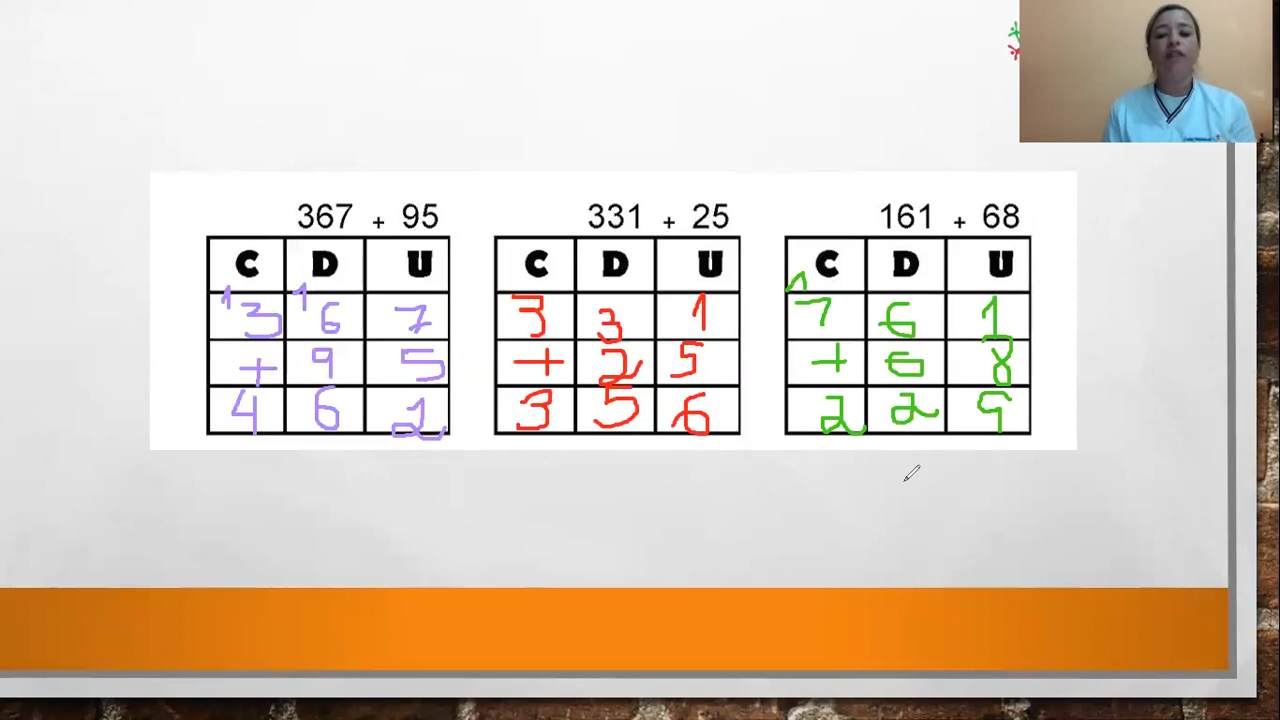 367 + 95
C D U
1 1
3 6 7
+ 9 5
4 6 2
331 + 25
C D U
3 3 1
+ 2 5
3 5 6
161 + 68
C D U
1
1 6 1
+ 6 8
2 2 9